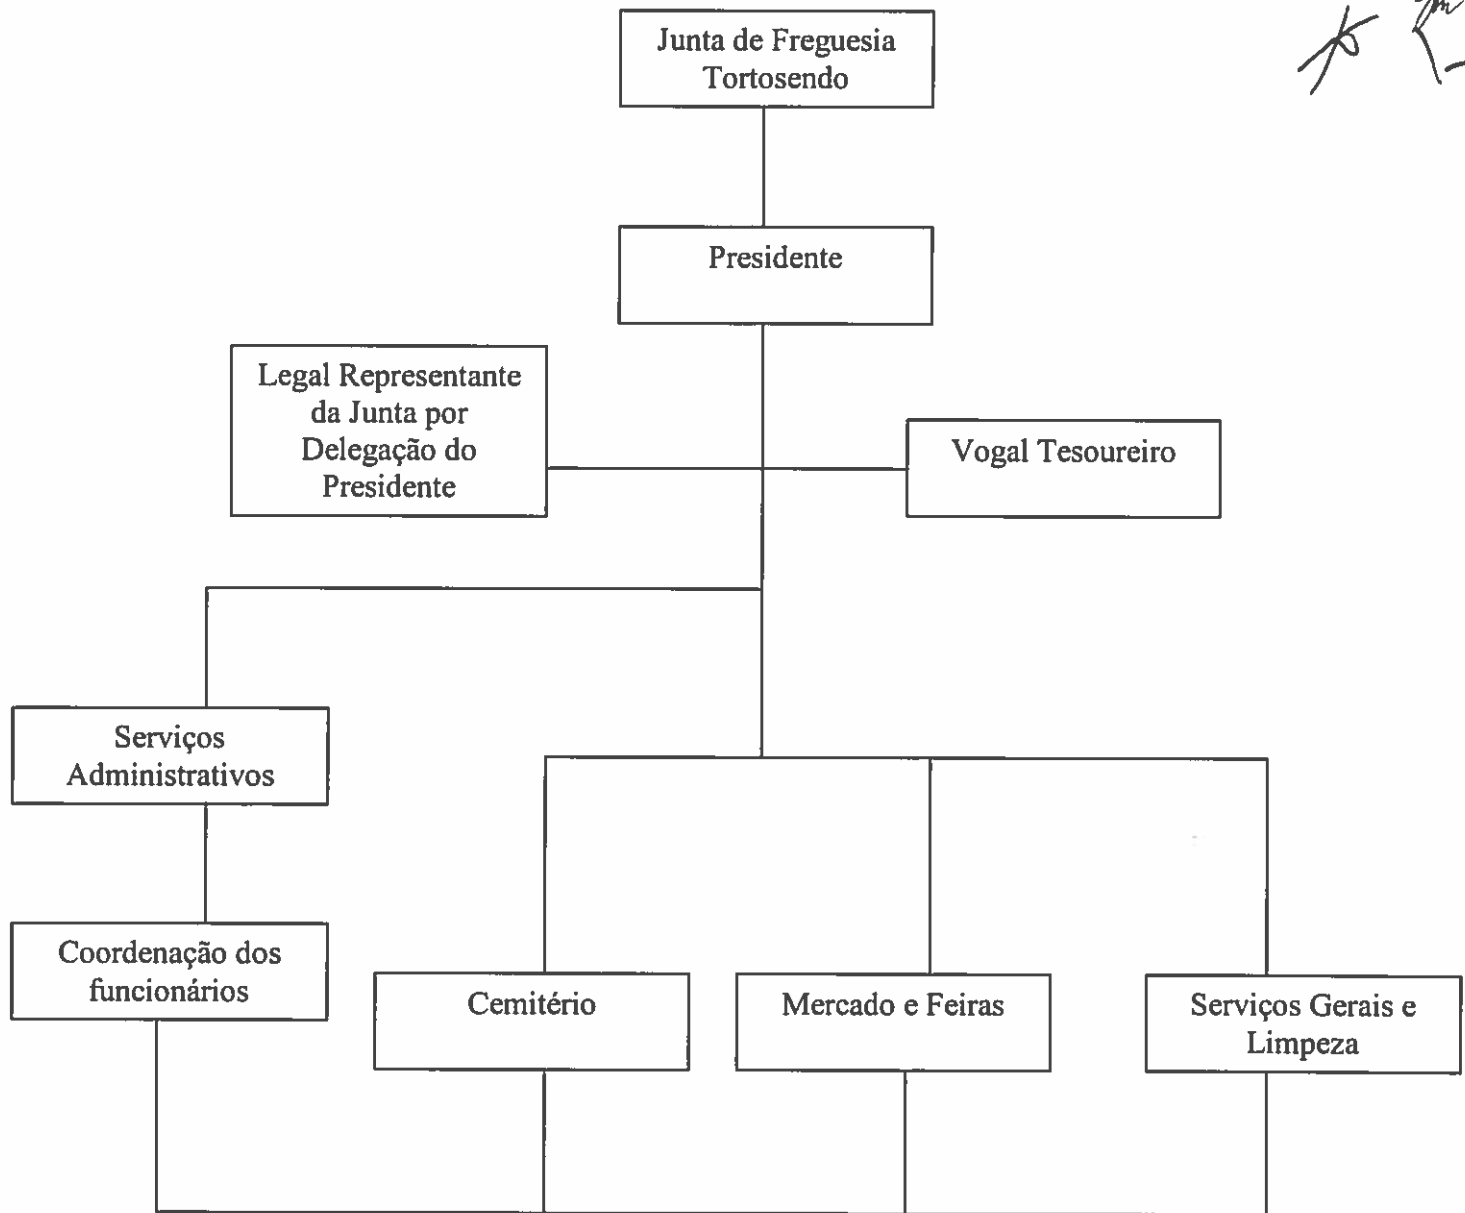 Junta de Freguesia
Tortosendo
Presidente
Legal Representante
da Junta por
Delegação do
Presidente
Vogal Tesoureiro
Serviços
Administrativos
Coordenação dos
funcionários
Cemitério
Mercado e Feiras
Serviços Gerais e
Limpeza